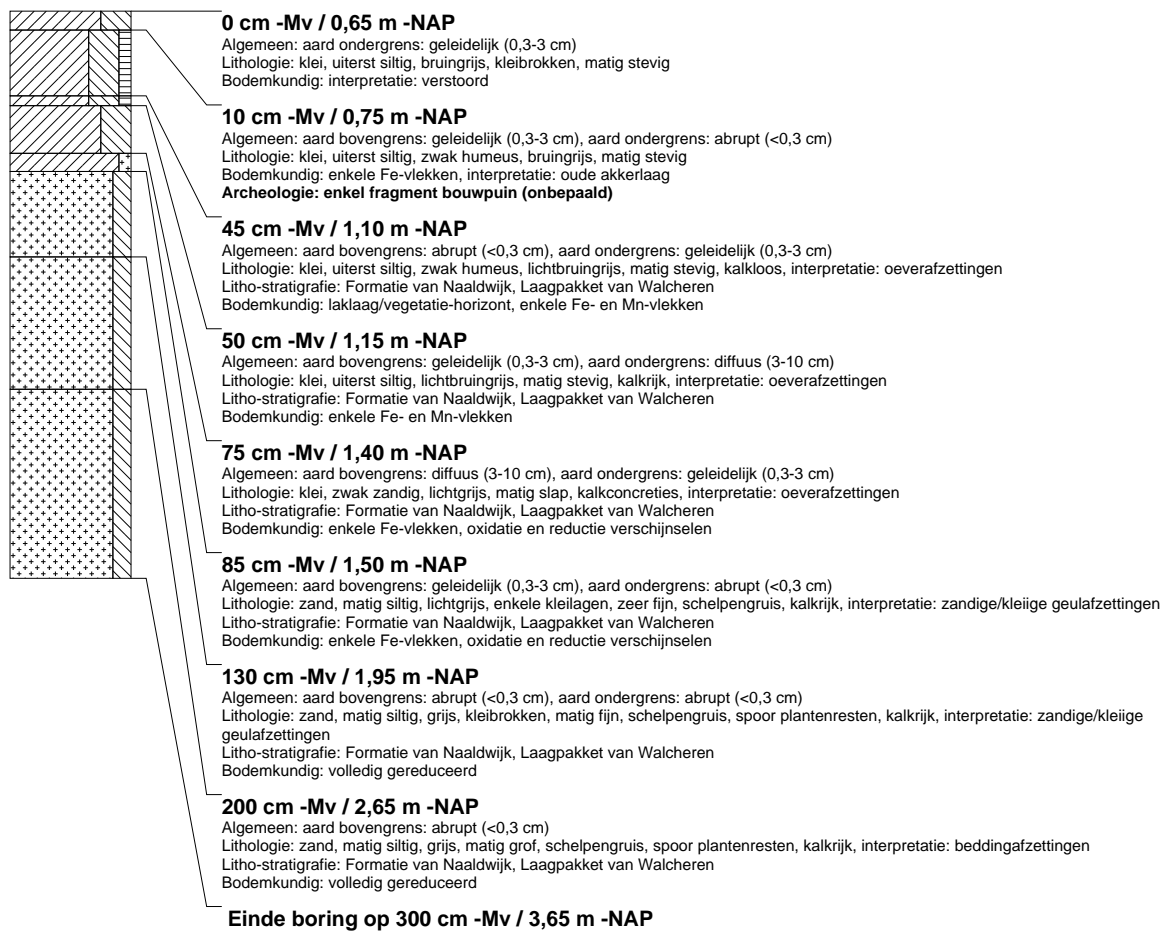 0 cm -Mv / 0,65 m -NAP
Algemeen: aard ondergrens: geleidelijk (0,3-3 cm)
Lithologie: klei, uiterst siltig, bruingrijs, kleibrokken, matig stevig
Bodemkundig: interpretatie: verstoord
10 cm -Mv / 0,75 m -NAP
Algemeen: aard bovengrens: geleidelijk (0,3-3 cm), aard ondergrens: abrupt (<0,3 cm)
Lithologie: klei, uiterst siltig, zwak humeus, bruingrijs, matig stevig
Bodemkundig: enkele Fe-vlekken, interpretatie: oude akkerlaag
Archeologie: enkel fragment bouwpuin (onbepaald)
45 cm -Mv / 1,10 m -NAP
Algemeen: aard bovengrens: abrupt (<0,3 cm), aard ondergrens: geleidelijk (0,3-3 cm)
Lithologie: klei, uiterst siltig, zwak humeus, lichtbruingrijs, matig stevig, kalkloos, interpretatie: oeverafzettingen
Litho-stratigrafie: Formatie van Naaldwijk, Laagpakket van Walcheren
Bodemkundig: laklaag/vegetatie-horizont, enkele Fe- en Mn-vlekken
50 cm -Mv / 1,15 m -NAP
Algemeen: aard bovengrens: geleidelijk (0,3-3 cm), aard ondergrens: diffuus (3-10 cm)
Lithologie: klei, uiterst siltig, lichtbruingrijs, matig stevig, kalkrijk, interpretatie: oeverafzettingen
Litho-stratigrafie: Formatie van Naaldwijk, Laagpakket van Walcheren
Bodemkundig: enkele Fe- en Mn-vlekken
75 cm -Mv / 1,40 m -NAP
Algemeen: aard bovengrens: diffuus (3-10 cm), aard ondergrens: geleidelijk (0,3-3 cm)
Lithologie: klei, zwak zandig, lichtgrijs, matig slap, kalkconcreties, interpretatie: oeverafzettingen
Litho-stratigrafie: Formatie van Naaldwijk, Laagpakket van Walcheren
Bodemkundig: enkele Fe-vlekken, oxidatie en reductie verschijnselen
85 cm -Mv / 1,50 m -NAP
Algemeen: aard bovengrens: geleidelijk (0,3-3 cm), aard ondergrens: abrupt (<0,3 cm)
Lithologie: zand, matig siltig, lichtgrijs, enkele kleilagen, zeer fijn, schelpengruis, kalkrijk, interpretatie: zandige/kleiige geulafzettingen
Litho-stratigrafie: Formatie van Naaldwijk, Laagpakket van Walcheren
Bodemkundig: enkele Fe-vlekken, oxidatie en reductie verschijnselen
130 cm -Mv / 1,95 m -NAP
Algemeen: aard bovengrens: abrupt (<0,3 cm), aard ondergrens: abrupt (<0,3 cm)
Lithologie: zand, matig siltig, grijs, kleibrokken, matig fijn, schelpengruis, spoor plantenresten, kalkrijk, interpretatie: zandige/kleiige
geulafzettingen
Litho-stratigrafie: Formatie van Naaldwijk, Laagpakket van Walcheren
Bodemkundig: volledig gereduceerd
200 cm -Mv / 2,65 m -NAP
Algemeen: aard bovengrens: abrupt (<0,3 cm)
Lithologie: zand, matig siltig, grijs, matig grof, schelpengruis, spoor plantenresten, kalkrijk, interpretatie: beddingafzettingen
Litho-stratigrafie: Formatie van Naaldwijk, Laagpakket van Walcheren
Bodemkundig: volledig gereduceerd
Einde boring op 300 cm -Mv / 3,65 m -NAP